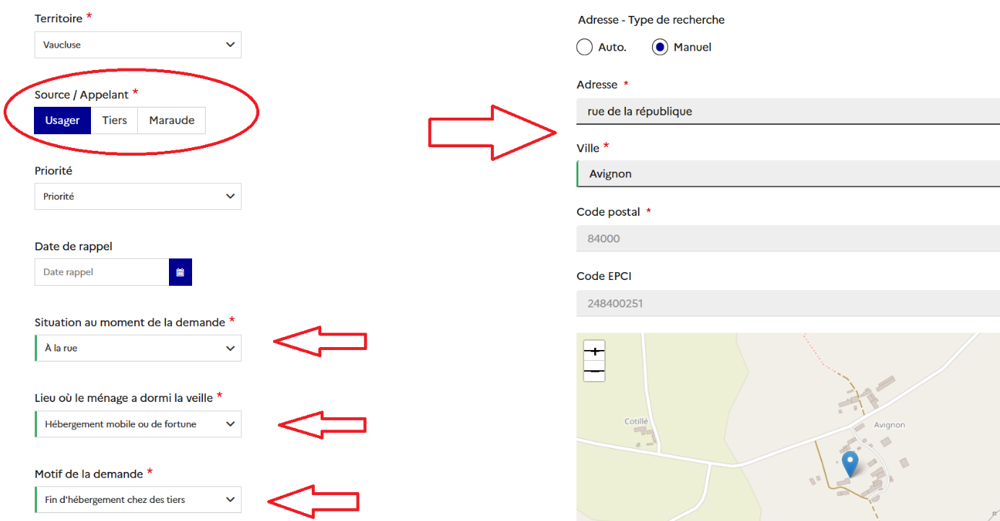 Territoire *
Vaucluse
Source / Appelant *
Usager Tiers Maraude
Priorité
Priorité
Date de rappel
Date rappel
Situation au moment de la demande *
À la rue
Lieu où le ménage a dormi la veille *
Hébergement mobile ou de fortune
Motif de la demande *
Fin d'hébergement chez des tiers
Adresse - Type de recherche
Auto. Manuel
Adresse *
rue de la république
Ville *
Avignon
Code postal *
84000
Code EPCI
248400251
+
−
Cotillé
Avignon